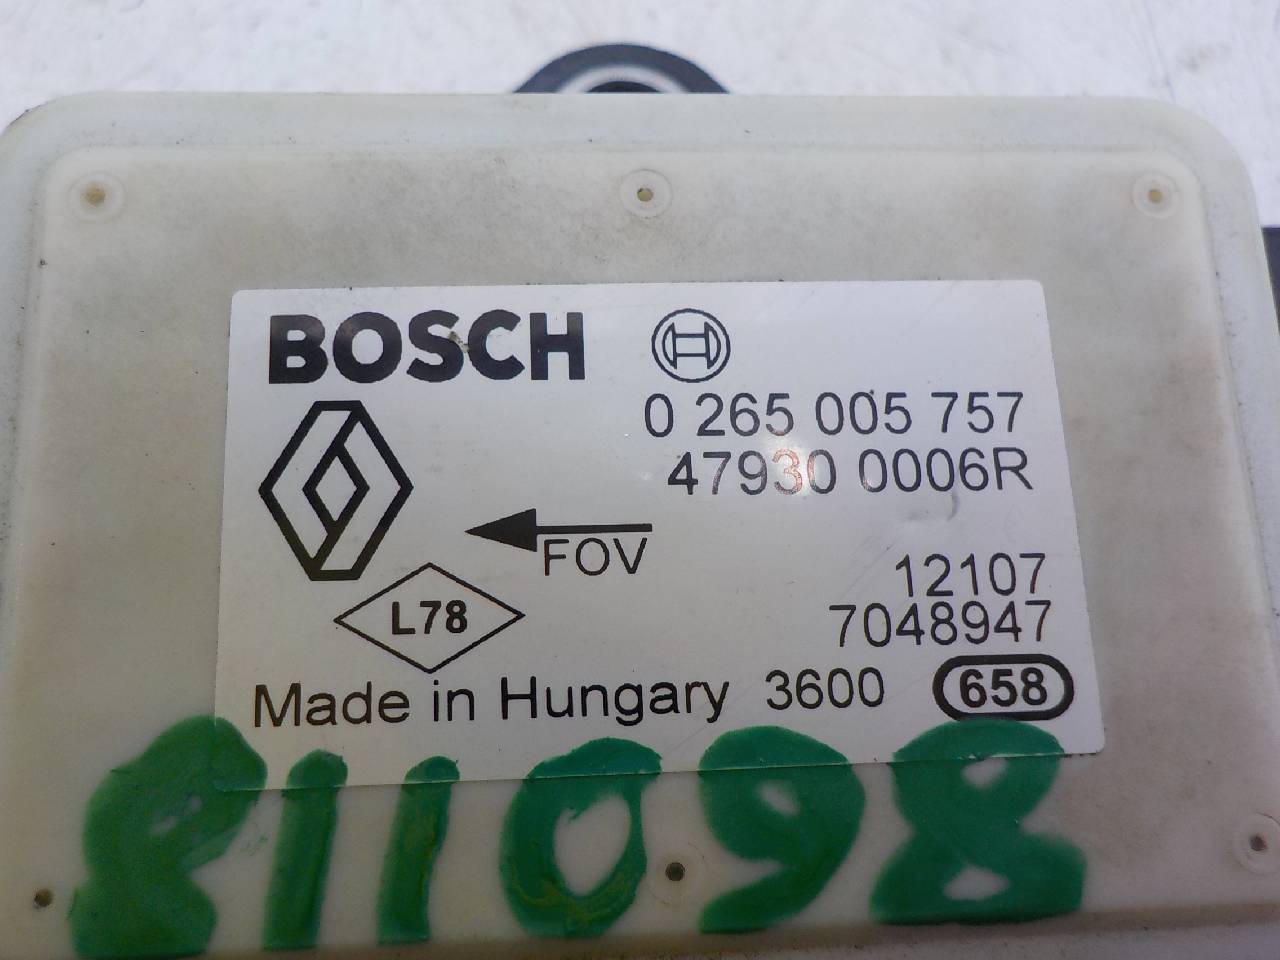 BOSCH
0 265 005 757
47930 0006R
FOV
12107
L78
7048947
Made in Hungary 3600 658
811098